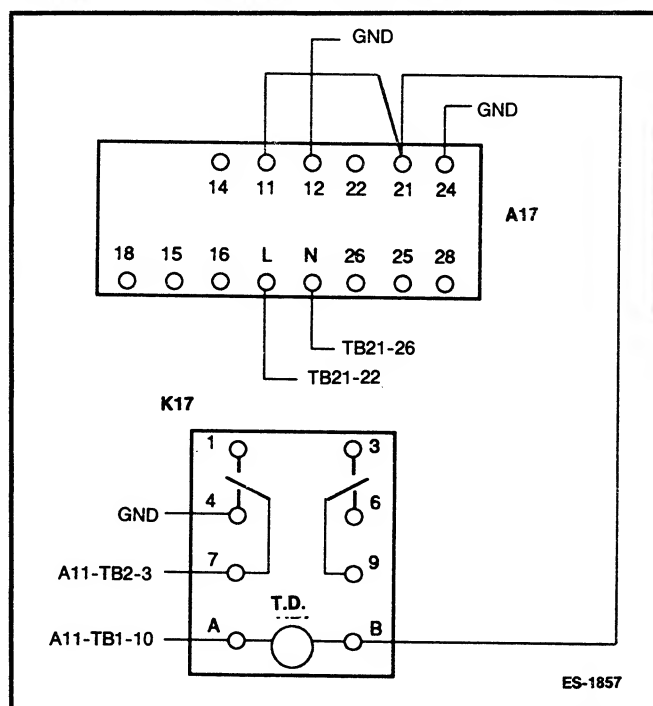 GND
GND
14 11 12 22 21 24
A17
18 15 16 L N 26 25 28
TB21-26
TB21-22
K17
1 3
4 6
GND
7 9
A11-TB2-3
T.D.
A B
A11-TB1-10
ES-1857